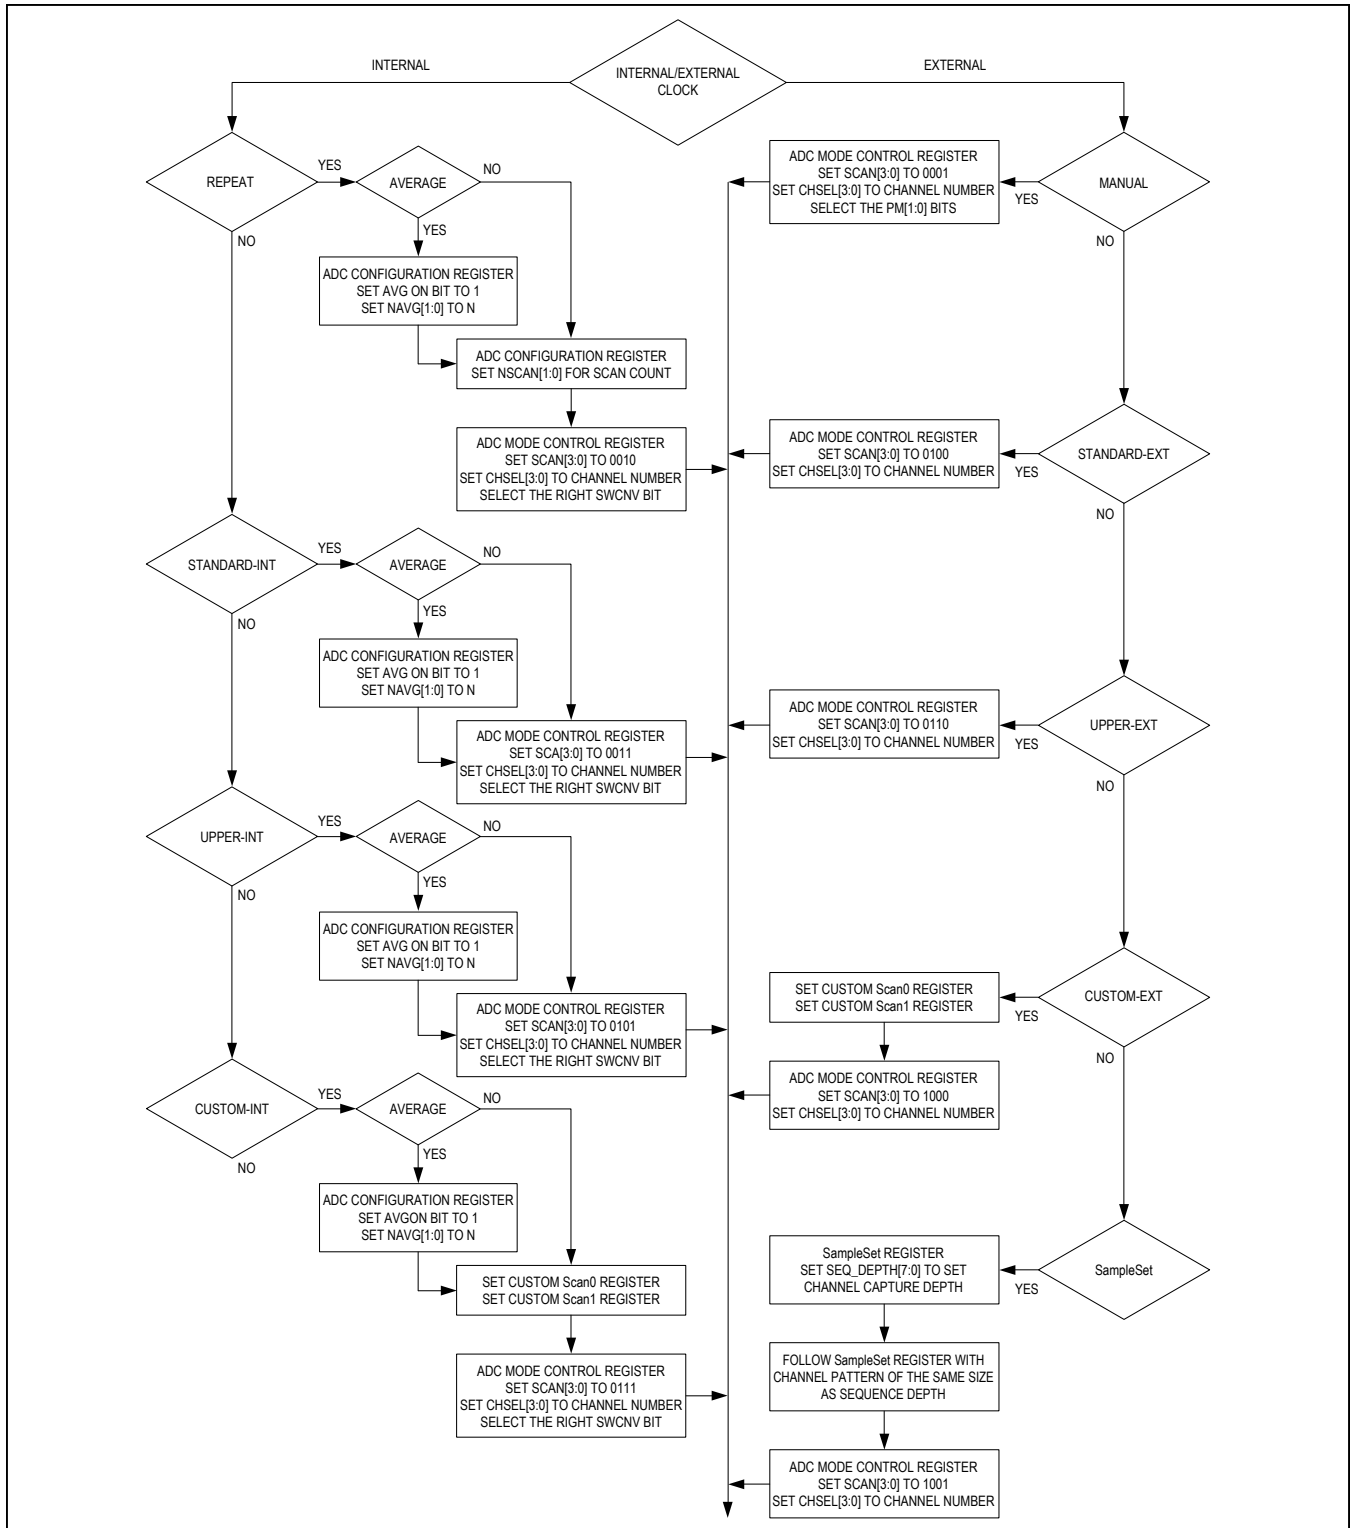 INTERNAL
INTERNAL/EXTERNAL
CLOCK
EXTERNAL
REPEAT
YES
AVERAGE
NO
YES
NO
ADC CONFIGURATION REGISTER
SET AVG ON BIT TO 1
SET NAVG[1:0] TO N
ADC CONFIGURATION REGISTER
SET NSCAN[1:0] FOR SCAN COUNT
ADC MODE CONTROL REGISTER
SET SCAN[3:0] TO 0010
SET CHSEL[3:0] TO CHANNEL NUMBER
SELECT THE RIGHT SWCNV BIT
STANDARD-INT
YES
AVERAGE
NO
YES
NO
ADC CONFIGURATION REGISTER
SET AVG ON BIT TO 1
SET NAVG[1:0] TO N
ADC MODE CONTROL REGISTER
SET SCA[3:0] TO 0011
SET CHSEL[3:0] TO CHANNEL NUMBER
SELECT THE RIGHT SWCNV BIT
UPPER-INT
YES
AVERAGE
NO
YES
NO
ADC CONFIGURATION REGISTER
SET AVG ON BIT TO 1
SET NAVG[1:0] TO N
ADC MODE CONTROL REGISTER
SET SCAN[3:0] TO 0101
SET CHSEL[3:0] TO CHANNEL NUMBER
SELECT THE RIGHT SWCNV BIT
CUSTOM-INT
YES
AVERAGE
NO
YES
NO
ADC CONFIGURATION REGISTER
SET AVGON BIT TO 1
SET NAVG[1:0] TO N
SET CUSTOM Scan0 REGISTER
SET CUSTOM Scan1 REGISTER
ADC MODE CONTROL REGISTER
SET SCAN[3:0] TO 0111
SET CHSEL[3:0] TO CHANNEL NUMBER
SELECT THE RIGHT SWCNV BIT
MANUAL
YES
NO
ADC MODE CONTROL REGISTER
SET SCAN[3:0] TO 0001
SET CHSEL[3:0] TO CHANNEL NUMBER
SELECT THE PM[1:0] BITS
STANDARD-EXT
YES
NO
ADC MODE CONTROL REGISTER
SET SCAN[3:0] TO 0100
SET CHSEL[3:0] TO CHANNEL NUMBER
UPPER-EXT
YES
NO
ADC MODE CONTROL REGISTER
SET SCAN[3:0] TO 0110
SET CHSEL[3:0] TO CHANNEL NUMBER
CUSTOM-EXT
YES
NO
SET CUSTOM Scan0 REGISTER
SET CUSTOM Scan1 REGISTER
ADC MODE CONTROL REGISTER
SET SCAN[3:0] TO 1000
SET CHSEL[3:0] TO CHANNEL NUMBER
SampleSet
YES
SampleSet REGISTER
SET SEQ_DEPTH[7:0] TO SET
CHANNEL CAPTURE DEPTH
FOLLOW SampleSet REGISTER WITH
CHANNEL PATTERN OF THE SAME SIZE
AS SEQUENCE DEPTH
ADC MODE CONTROL REGISTER
SET SCAN[3:0] TO 1001
SET CHSEL[3:0] TO CHANNEL NUMBER